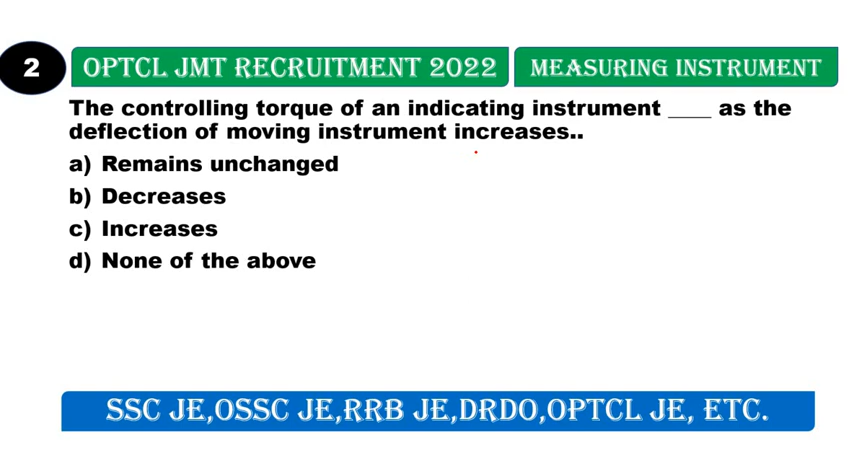 2
OPTCL JMT RECRUITMENT 2022
MEASURING INSTRUMENT
The controlling torque of an indicating instrument ____ as the
deflection of moving instrument increases..
a) Remains unchanged
b) Decreases
c) Increases
d) None of the above
SSC JE,OSSC JE,RRB JE,DRDO,OPTCL JE, ETC.